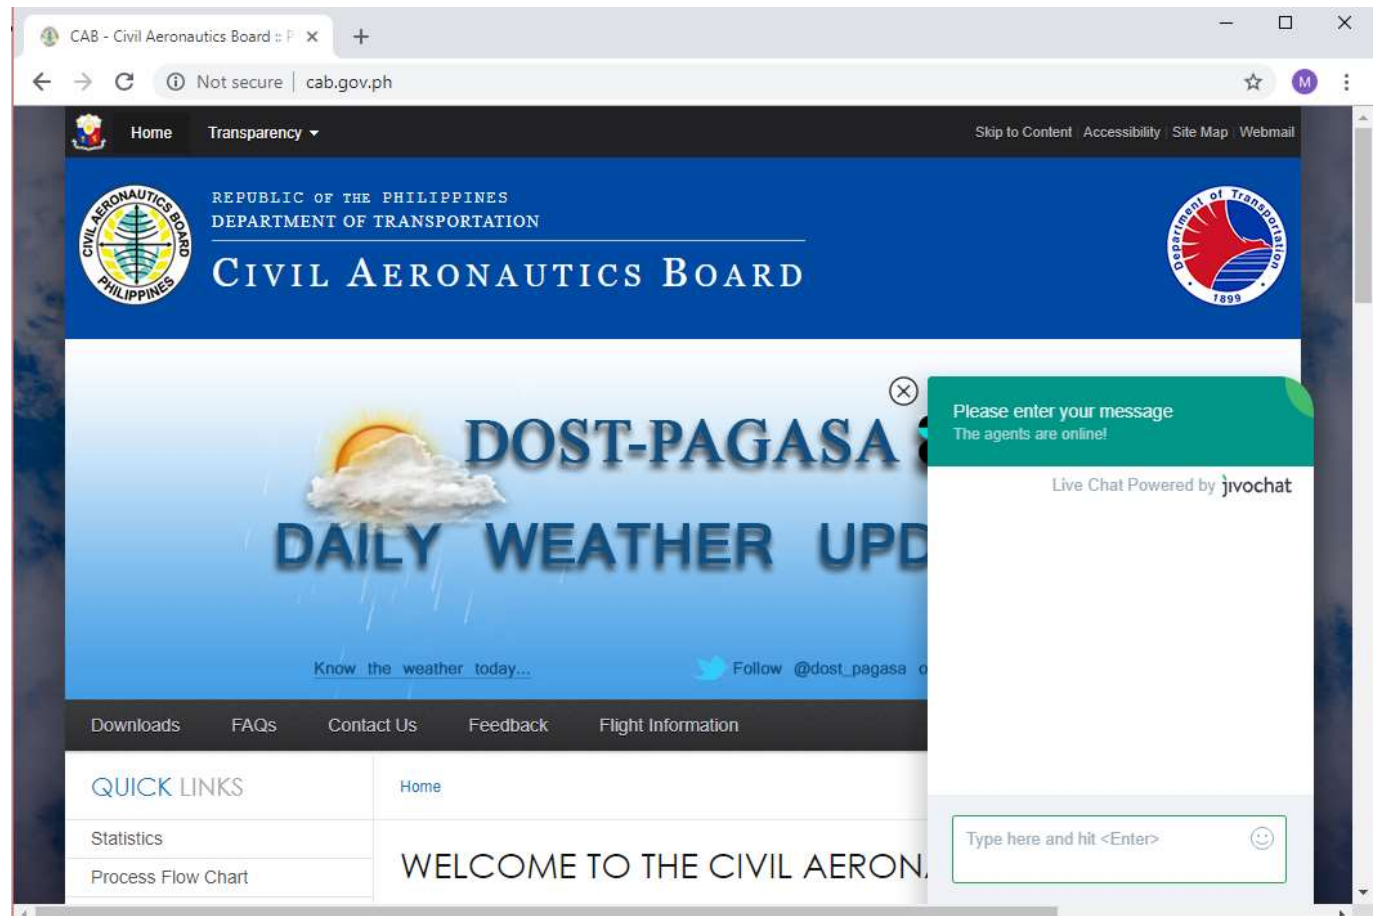 CAB - Civil Aeronautics Board :: P
Not secure | cab.gov.ph
M
Home Transparency
Skip to Content Accessibility Site Map Webmail
CIVIL AERONAUTICS BOARD
PHILIPPINES
REPUBLIC OF THE PHILIPPINES
DEPARTMENT OF TRANSPORTATION
CIVIL AERONAUTICS BOARD
Department of Transportation
1899
DOST-PAGASA
DAILY WEATHER UPD
Know the weather today...
Follow @dost_pagasa o
Please enter your message
The agents are online!
Live Chat Powered by jivochat
Type here and hit <Enter>
Downloads FAQs Contact Us Feedback Flight Information
QUICK LINKS
Statistics
Process Flow Chart
Home
WELCOME TO THE CIVIL AERON